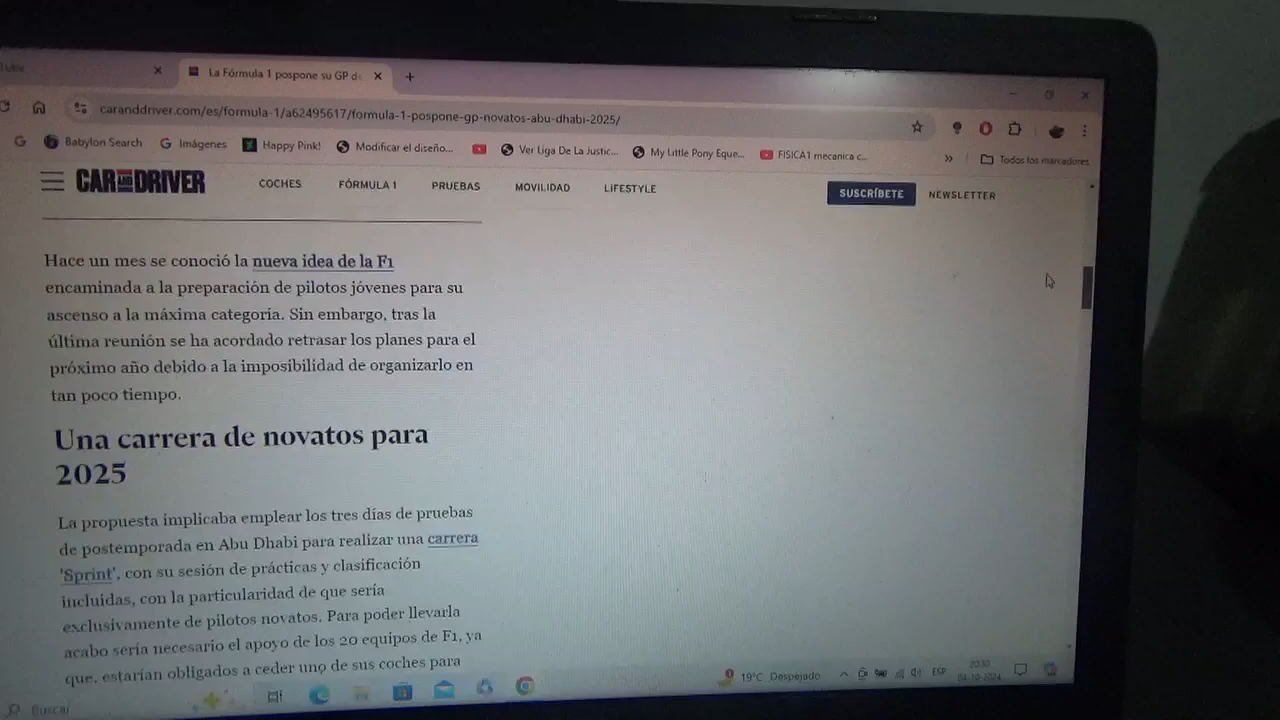 La Fórmula 1 pospone su GP de
caranddriver.com/es/formula-1/a62495617/formula-1-pospone-gp-novatos-abu-dhabi-2025/
Babylon Search
Imágenes
Happy Pink!
Modificar el diseño...
Ver Liga De La Justic...
My Little Pony Eque...
FISICA1 mecanica c...
Todos los marcadores
CAR AND DRIVER
COCHES
FÓRMULA 1
PRUEBAS
MOVILIDAD
LIFESTYLE
SUSCRÍBETE
NEWSLETTER
Hace un mes se conoció la nueva idea de la F1
encaminada a la preparación de pilotos jóvenes para su
ascenso a la máxima categoría. Sin embargo, tras la
última reunión se ha acordado retrasar los planes para el
próximo año debido a la imposibilidad de organizarlo en
tan poco tiempo.
Una carrera de novatos para
2025
La propuesta implicaba emplear los tres días de pruebas
de postemporada en Abu Dhabi para realizar una carrera
'Sprint', con su sesión de prácticas y clasificación
incluidas, con la particularidad de que sería
exclusivamente de pilotos novatos. Para poder llevarla
acabo sería necesario el apoyo de los 20 equipos de F1, ya
que, estarían obligados a ceder uno de sus coches para
Buscar
19°C Despejado
ESP
20:50
04-10-2024